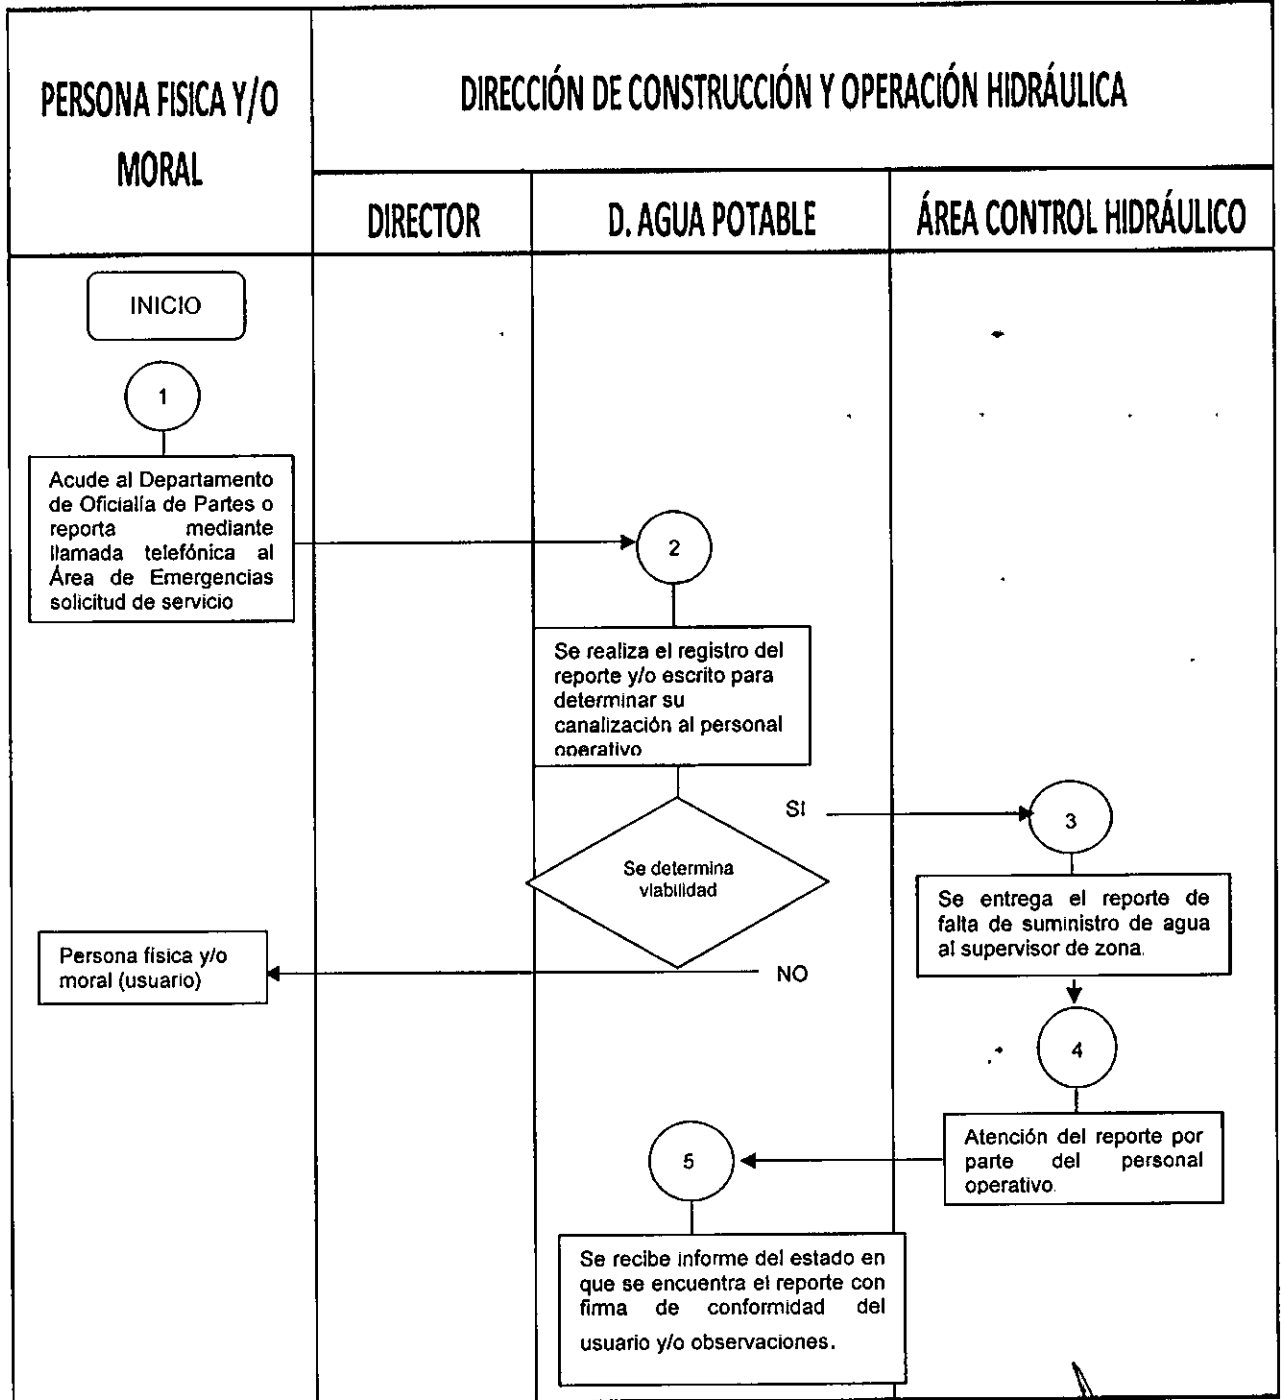 PERSONA FISICA Y/O
MORAL
DIRECCIÓN DE CONSTRUCCIÓN Y OPERACIÓN HIDRÁULICA
DIRECTOR
D. AGUA POTABLE
ÁREA CONTROL HIDRÁULICO
INICIO
1
Acude al Departamento
de Oficialía de Partes o
reporta mediante
llamada telefónica al
Área de Emergencias
solicitud de servicio
2
Se realiza el registro del
reporte y/o escrito para
determinar su
canalización al personal
operativo
Se determina
viabilidad
SI
3
Se entrega el reporte de
falta de suministro de agua
al supervisor de zona.
Persona física y/o
moral (usuario)
NO
4
Atención del reporte por
parte del personal
operativo.
5
Se recibe informe del estado en
que se encuentra el reporte con
firma de conformidad del
usuario y/o observaciones.